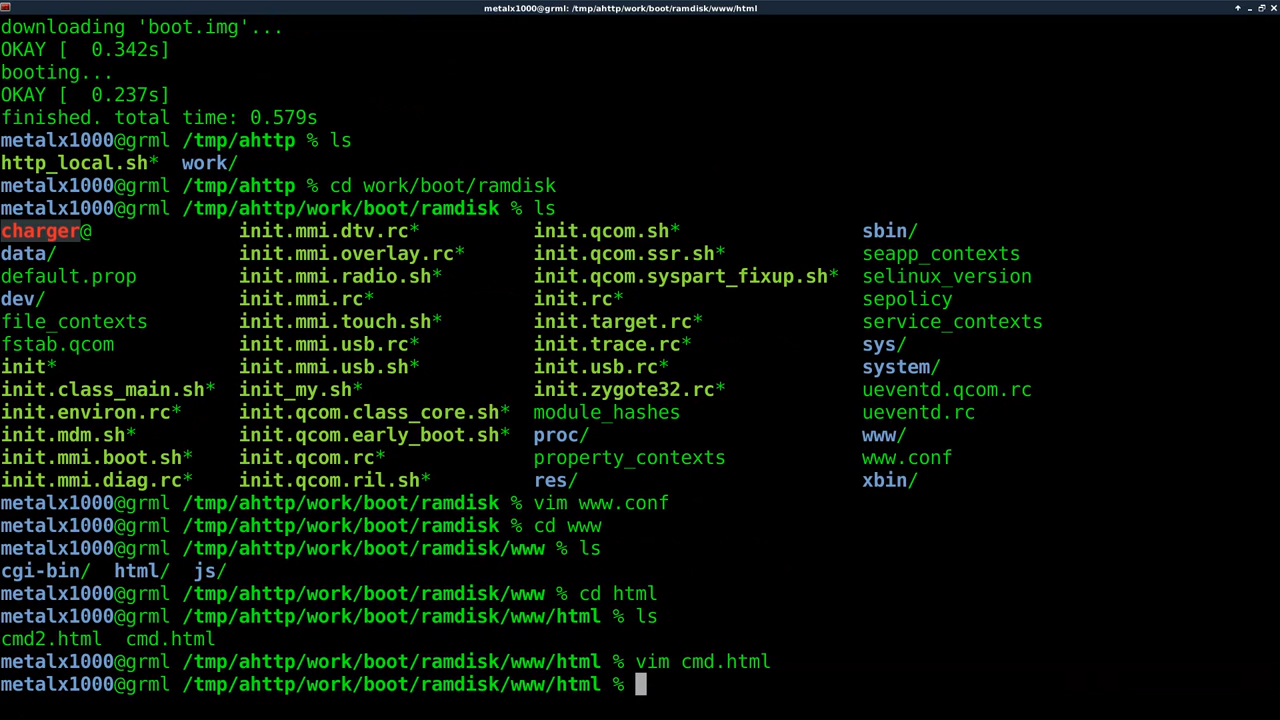 metalx1000@grml: /tmp/ahttp/work/boot/ramdisk/www/html
downloading 'boot.img'...
OKAY [  0.342s]
booting...
OKAY [  0.237s]
finished. total time: 0.579s
metalx1000@grml /tmp/ahttp % ls
http_local.sh*  work/
metalx1000@grml /tmp/ahttp % cd work/boot/ramdisk
metalx1000@grml /tmp/ahttp/work/boot/ramdisk % ls
charger@ init.mmi.dtv.rc* init.qcom.sh* sbin/
data/ init.mmi.overlay.rc* init.qcom.ssr.sh* seapp_contexts
default.prop init.mmi.radio.sh* init.qcom.syspart_fixup.sh* selinux_version
dev/ init.mmi.rc* init.rc* sepolicy
file_contexts init.mmi.touch.sh* init.target.rc* service_contexts
fstab.qcom init.mmi.usb.rc* init.trace.rc* sys/
init* init.mmi.usb.sh* init.usb.rc* system/
init.class_main.sh* init_my.sh* init.zygote32.rc* ueventd.qcom.rc
init.environ.rc* init.qcom.class_core.sh* module_hashes ueventd.rc
init.mdm.sh* init.qcom.early_boot.sh* proc/ www/
init.mmi.boot.sh* init.qcom.rc* property_contexts www.conf
init.mmi.diag.rc* init.qcom.ril.sh* res/ xbin/
metalx1000@grml /tmp/ahttp/work/boot/ramdisk % vim www.conf
metalx1000@grml /tmp/ahttp/work/boot/ramdisk % cd www
metalx1000@grml /tmp/ahttp/work/boot/ramdisk/www % ls
cgi-bin/  html/  js/
metalx1000@grml /tmp/ahttp/work/boot/ramdisk/www % cd html
metalx1000@grml /tmp/ahttp/work/boot/ramdisk/www/html % ls
cmd2.html  cmd.html
metalx1000@grml /tmp/ahttp/work/boot/ramdisk/www/html % vim cmd.html
metalx1000@grml /tmp/ahttp/work/boot/ramdisk/www/html %